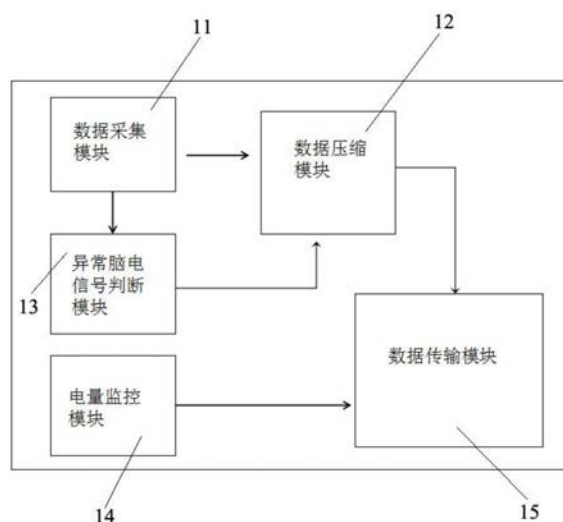 11
12
数据采集
模块
数据压缩
模块
异常脑电
信号判断
模块
13
数据传输模块
电量监控
模块
14
15